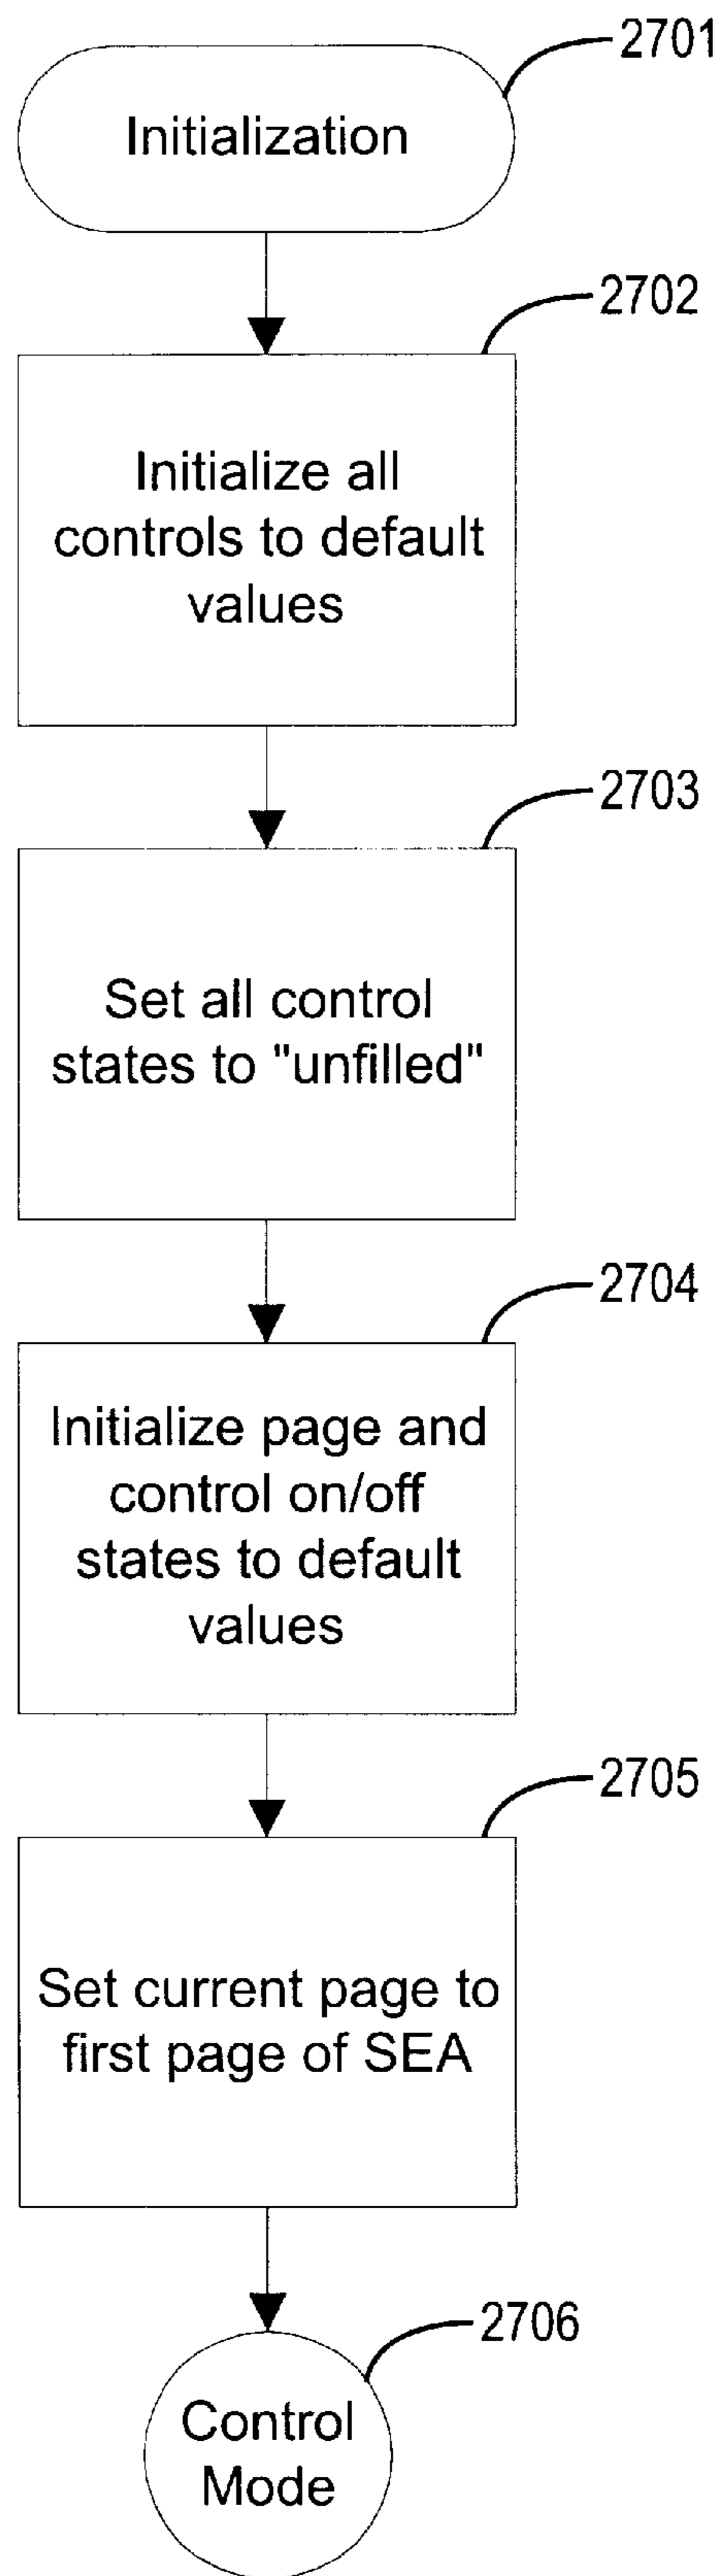 2701
Initialization
2702
Initialize all
controls to default
values
2703
Set all control
states to "unfilled"
2704
Initialize page and
control on/off
states to default
values
2705
Set current page to
first page of SEA
2706
Control
Mode